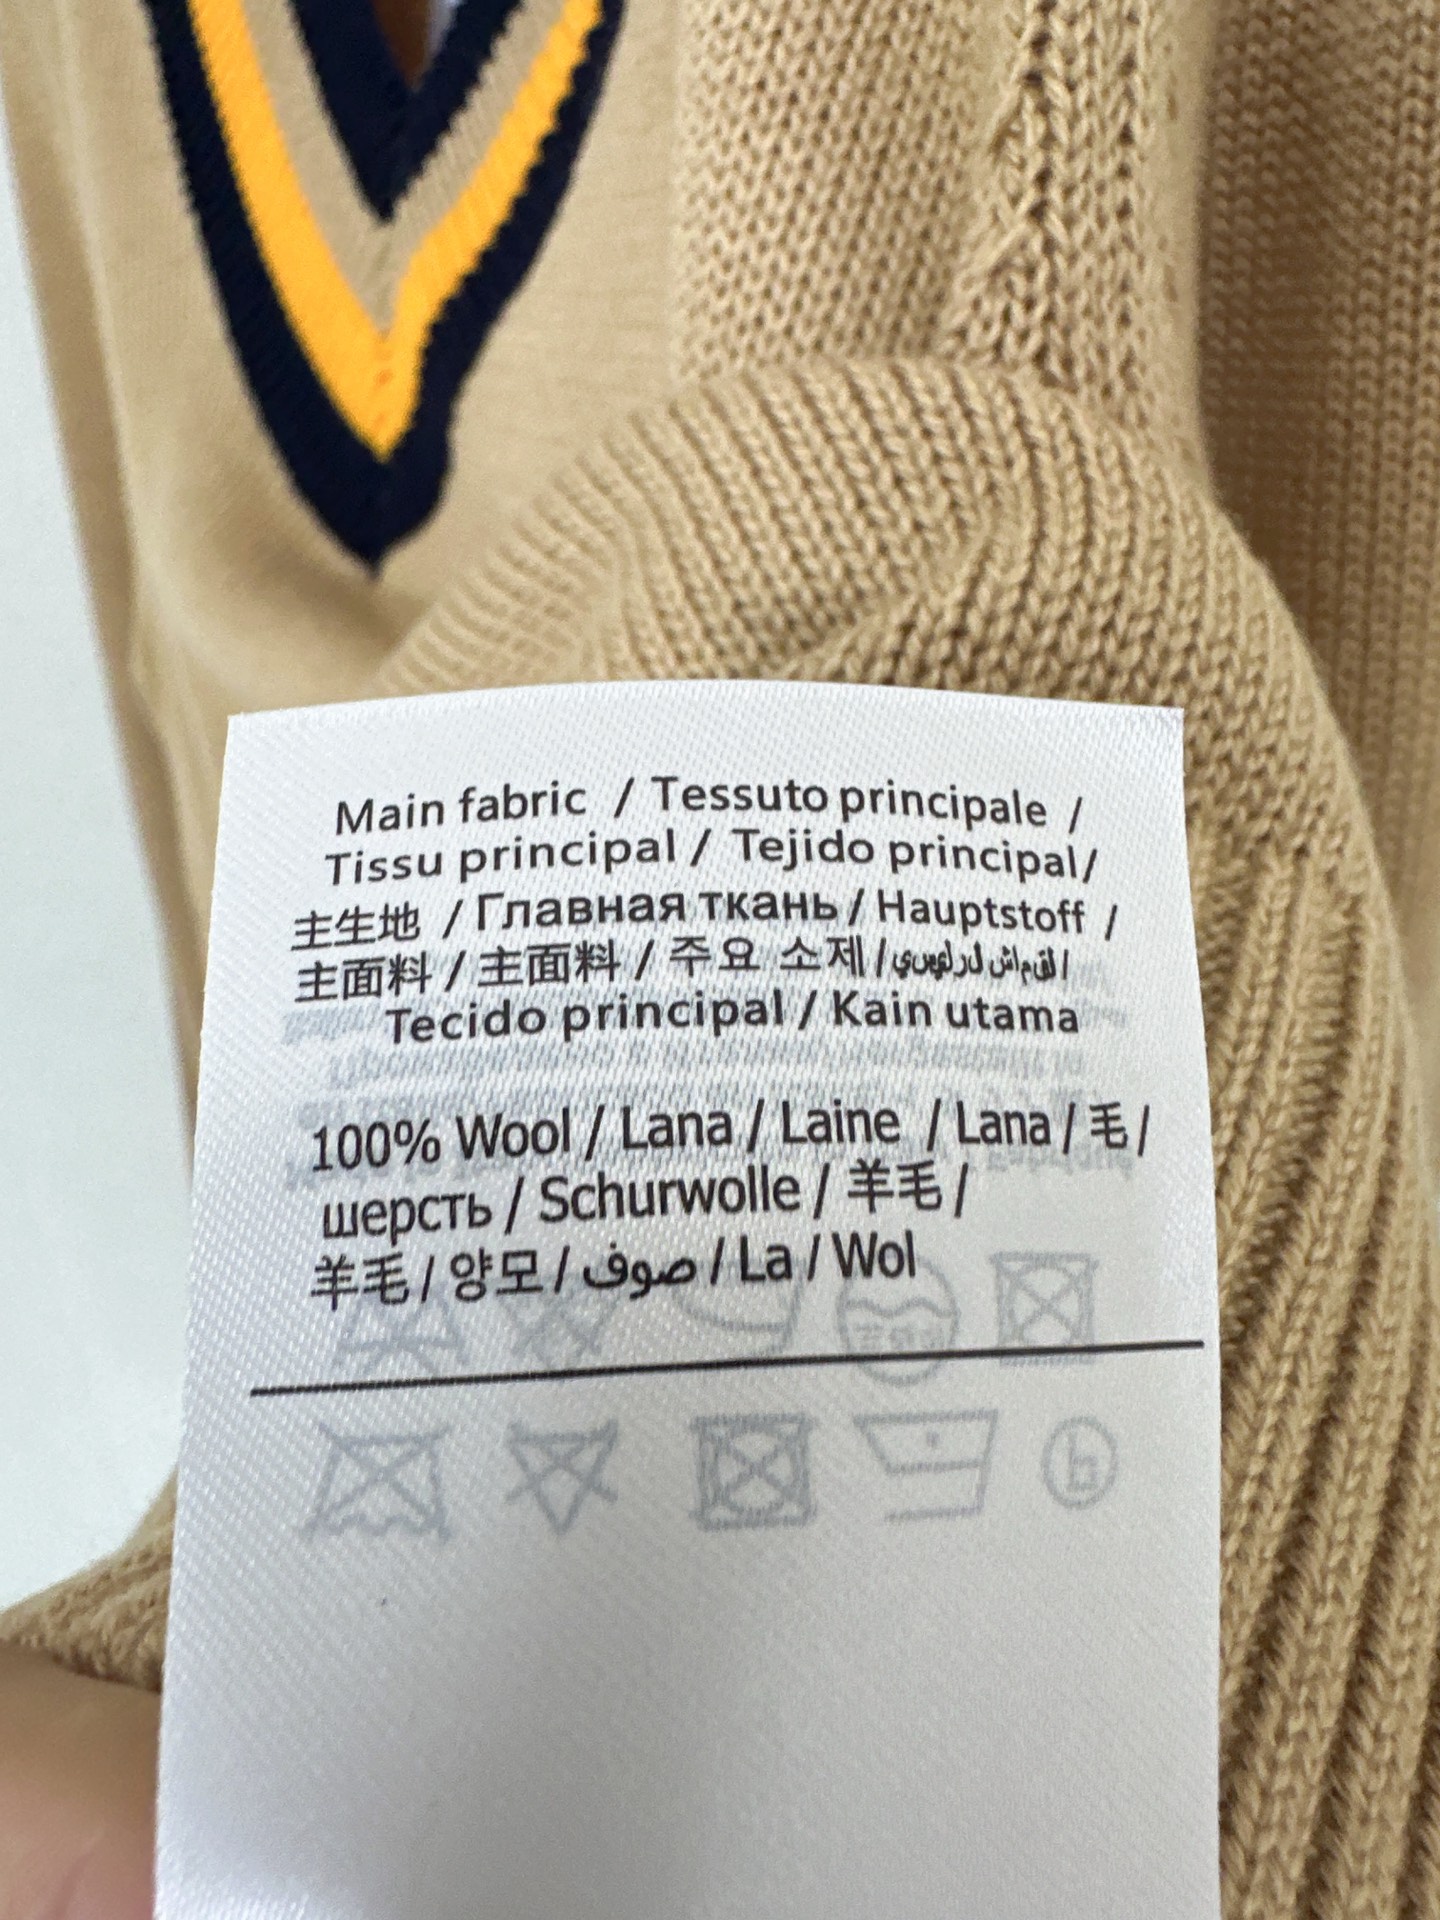 Main fabric / Tessuto principale /
Tissu principal / Tejido principal/
主生地 / Главная ткань / Hauptstoff /
主面料 / 主面料 / 주요 소제 / /
Tecido principal / Kain utama
100% Wool / Lana / Laine / Lana / 毛 /
шерсть / Schurwolle / 羊毛 /
羊毛 / 양모 / صوف / La / Wol